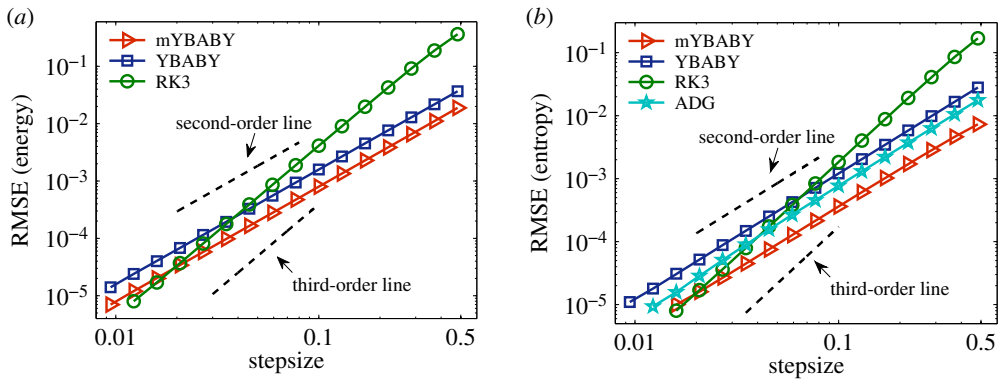 (a)
mYBABY
YBABY
RK3
second-order line
third-order line
RMSE (energy)
10⁻¹
10⁻²
10⁻³
10⁻⁴
10⁻⁵
0.01
0.1
0.5
stepsize
(b)
mYBABY
YBABY
RK3
ADG
second-order line
third-order line
RMSE (entropy)
10⁻¹
10⁻²
10⁻³
10⁻⁴
10⁻⁵
0.01
0.1
0.5
stepsize